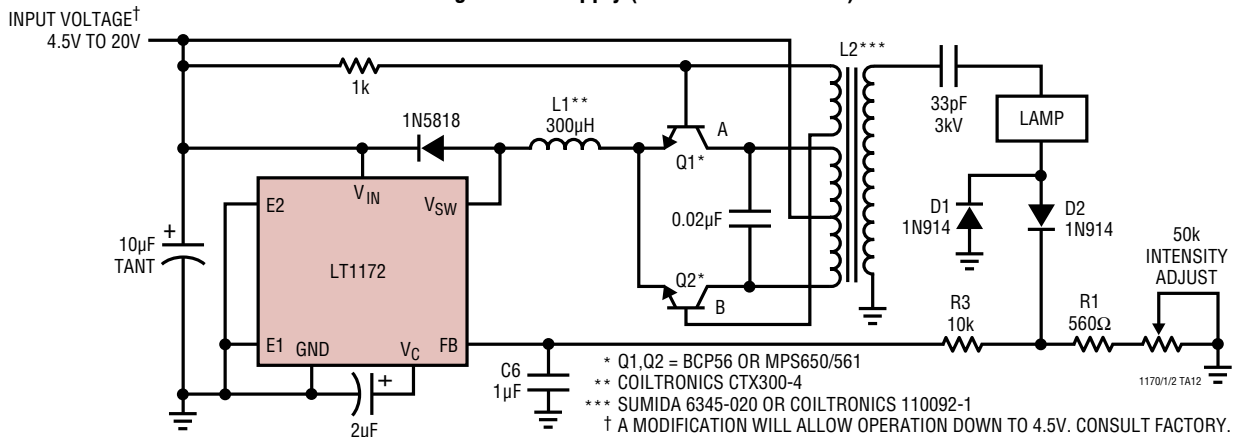 INPUT VOLTAGE†
4.5V TO 20V
1k
1N5818
L1**
300µH
A
Q1*
L2***
33pF
3kV
LAMP
D1
1N914
D2
1N914
50k
INTENSITY
ADJUST
0.02µF
Q2*
B
E2
VIN
VSW
10µF
TANT
+
LT1172
E1
GND
VC
FB
+
2µF
C6
1µF
R3
10k
R1
560Ω
* Q1,Q2 = BCP56 OR MPS650/561
** COILTRONICS CTX300-4
*** SUMIDA 6345-020 OR COILTRONICS 110092-1
† A MODIFICATION WILL ALLOW OPERATION DOWN TO 4.5V. CONSULT FACTORY.
1170/1/2 TA12